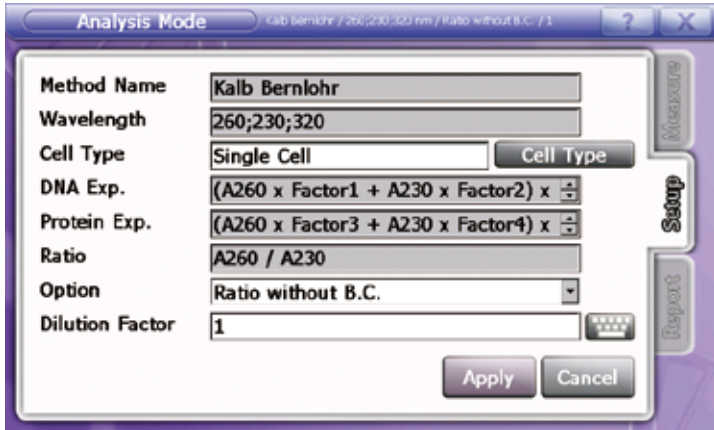 Analysis Mode Kalb Bernlohr / 260;230;320 nm / Ratio without B.C. / 1 ? X
Method Name Kalb Bernlohr
Wavelength 260;230;320
Cell Type Single Cell Cell Type
DNA Exp. (A260 x Factor1 + A230 x Factor2) x
Protein Exp. (A260 x Factor3 + A230 x Factor4) x
Ratio A260 / A230
Option Ratio without B.C.
Dilution Factor 1
Apply Cancel
Measure
Setup
Report